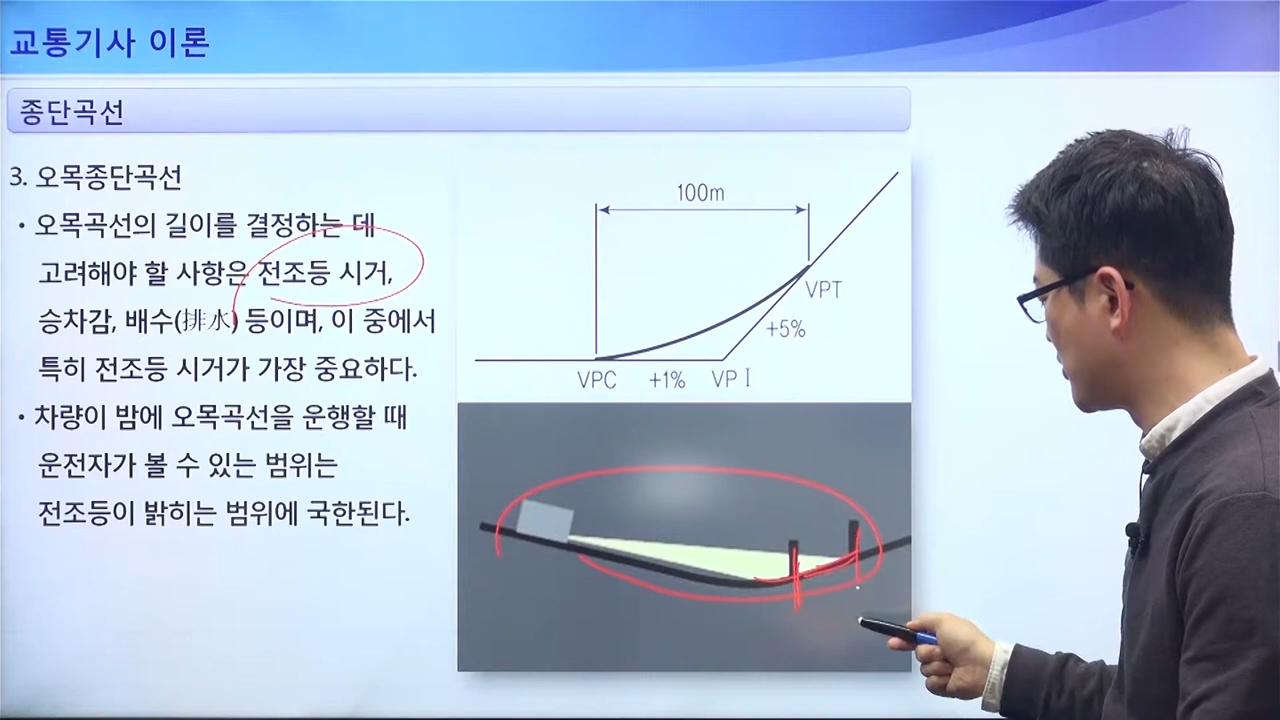 교통기사 이론
종단곡선
3. 오목종단곡선
• 오목곡선의 길이를 결정하는 데
고려해야 할 사항은 전조등 시거,
승차감, 배수(排水) 등이며, 이 중에서
특히 전조등 시거가 가장 중요하다.
• 차량이 밤에 오목곡선을 운행할 때
운전자가 볼 수 있는 범위는
전조등이 밝히는 범위에 국한된다.
100m
VPT
+5%
VPC +1% VPI